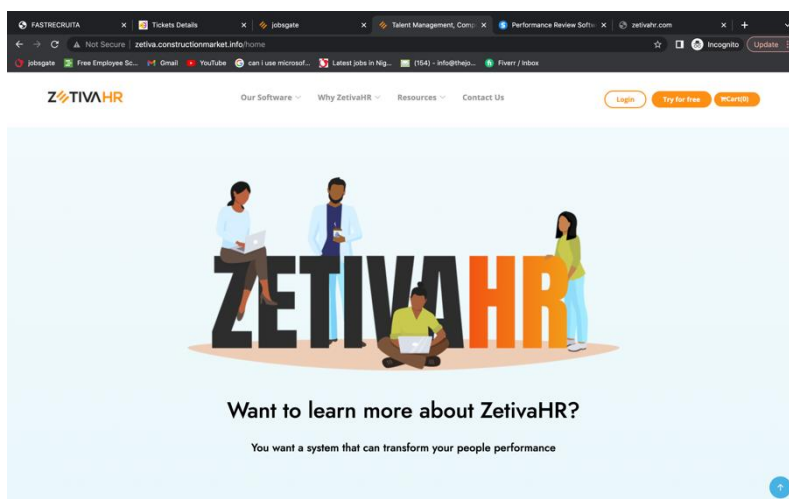 FASTRECRUITA
Tickets Details
jobsgate
Talent Management, Comp
Performance Review Softw
zetivahr.com
Not Secure | zetiva.constructionmarket.info/home
Incognito
Update
jobsgate
Free Employee Sc...
Gmail
YouTube
can i use microsof...
Latest jobs in Nig...
(154) - info@thejo...
Fiverr / Inbox
ZETIVAHR
Our Software
Why ZetivaHR
Resources
Contact Us
Login
Try for free
Cart(0)
ZETIVAHR
Want to learn more about ZetivaHR?
You want a system that can transform your people performance